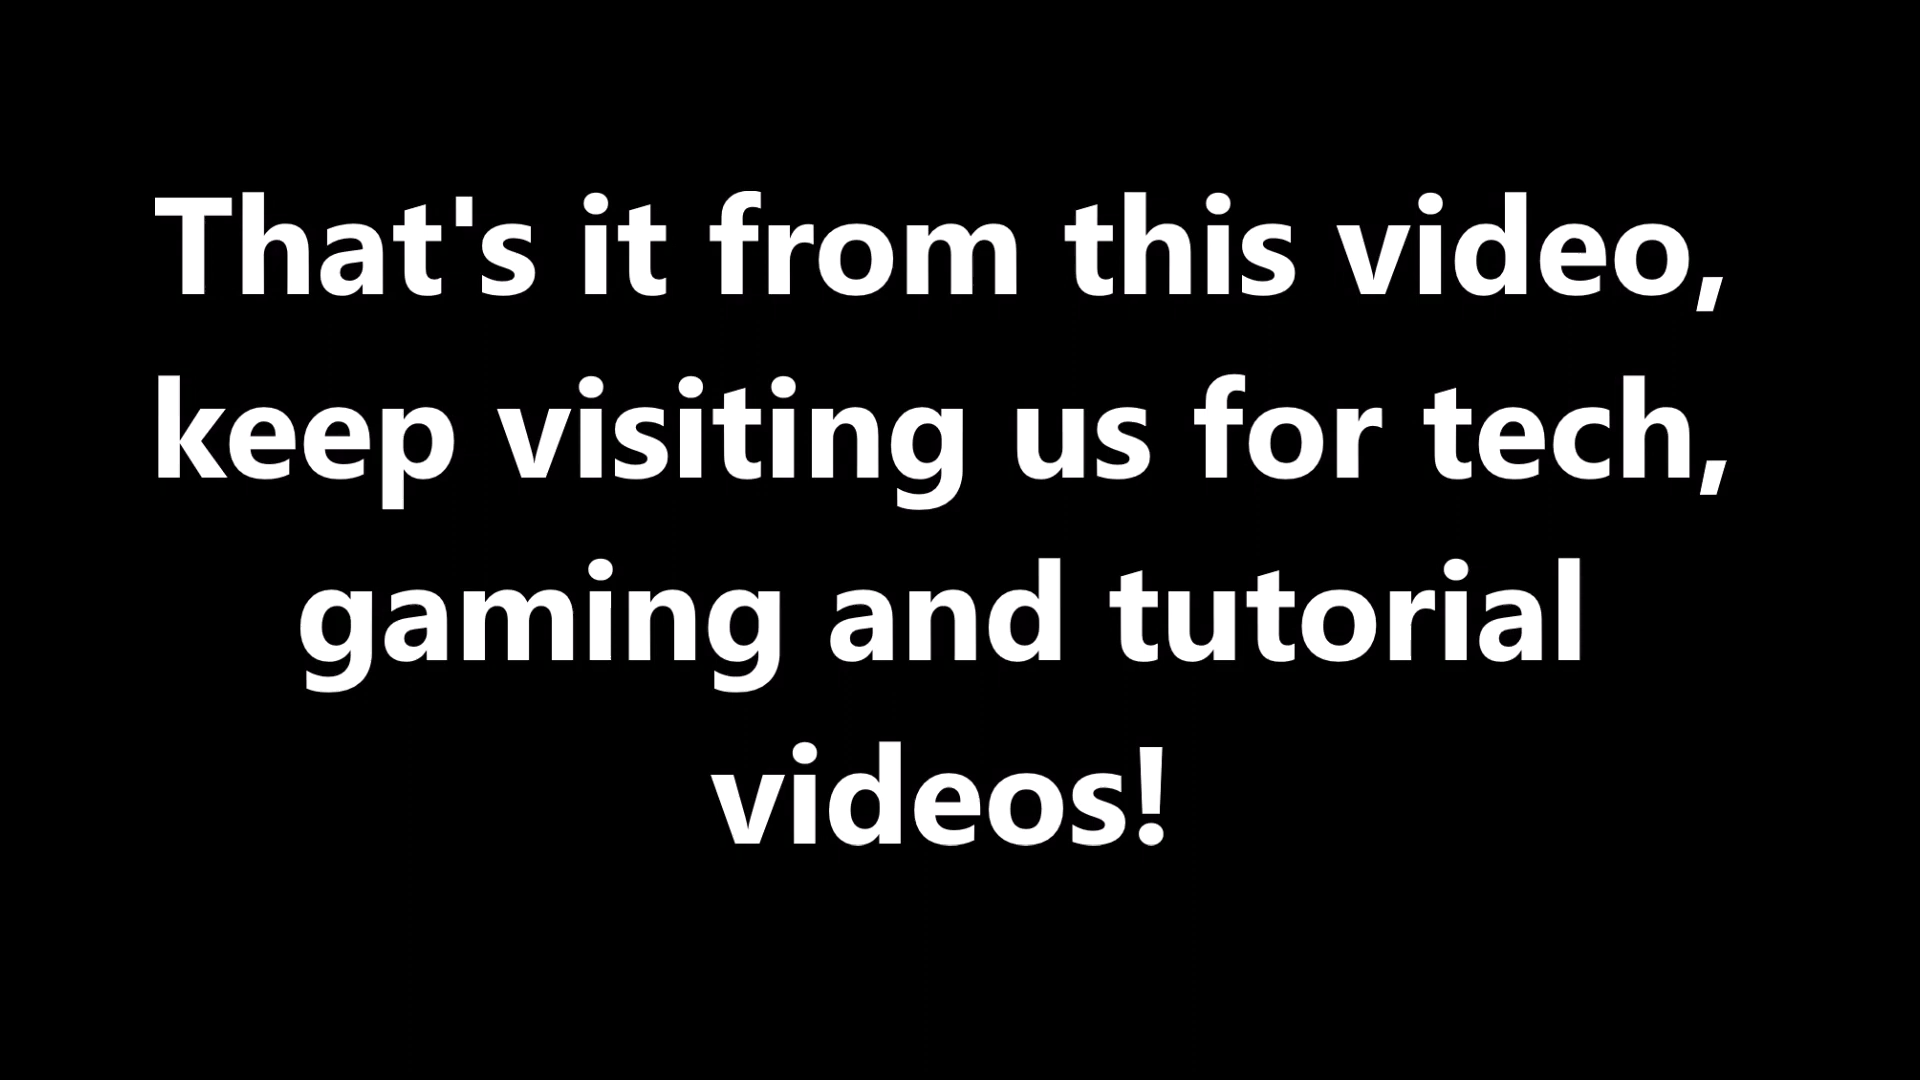 That's it from this video,
keep visiting us for tech,
gaming and tutorial
videos!